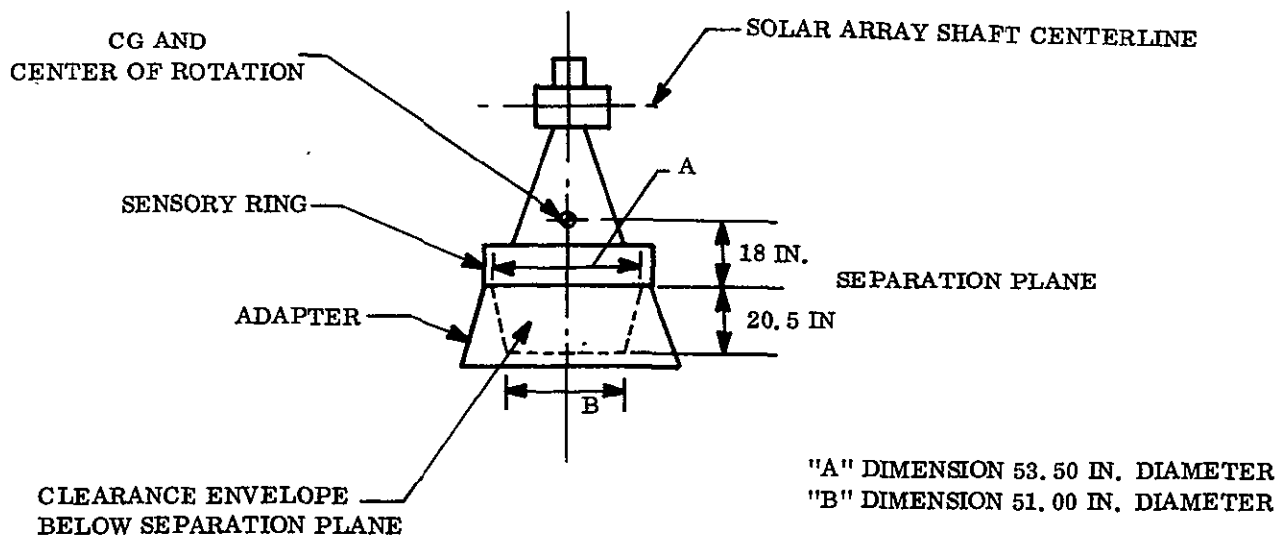 CG AND
CENTER OF ROTATION
SOLAR ARRAY SHAFT CENTERLINE
A
SENSORY RING
18 IN.
SEPARATION PLANE
ADAPTER
20.5 IN
B
CLEARANCE ENVELOPE
BELOW SEPARATION PLANE
"A" DIMENSION 53.50 IN. DIAMETER
"B" DIMENSION 51.00 IN. DIAMETER